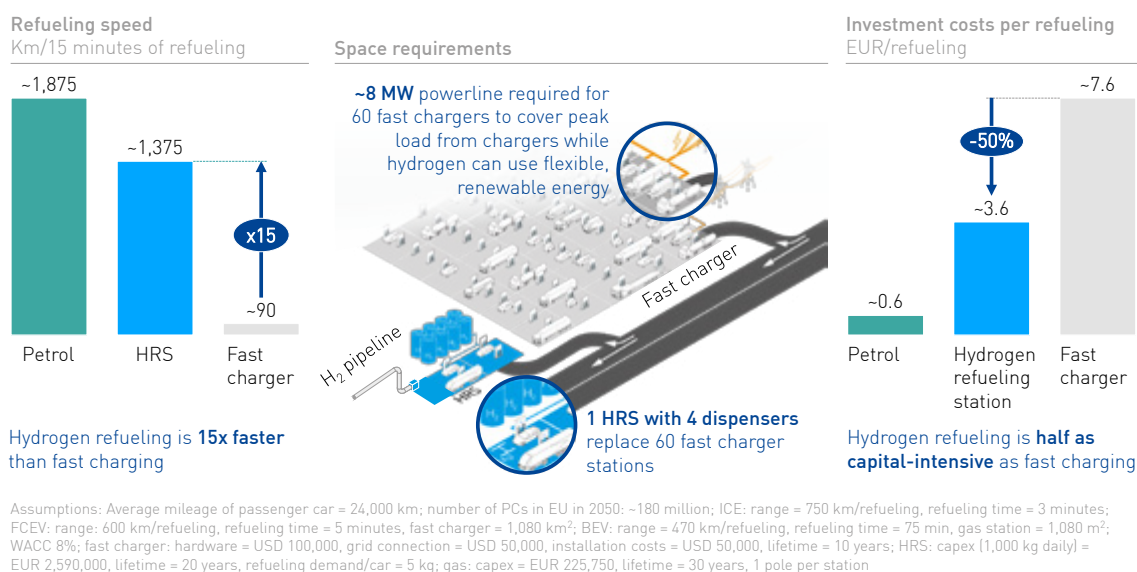 Refueling speed
Km/15 minutes of refueling
~1,875
~1,375
x15
~90
Petrol
HRS
Fast
charger
Hydrogen refueling is 15x faster
than fast charging
Space requirements
~8 MW powerline required for
60 fast chargers to cover peak
load from chargers while
hydrogen can use flexible,
renewable energy
Fast charger
H₂ pipeline
HRS
H₂
1 HRS with 4 dispensers
replace 60 fast charger
stations
Investment costs per refueling
EUR/refueling
~7.6
-50%
~3.6
~0.6
Petrol
Hydrogen
refueling
station
Fast
charger
Hydrogen refueling is half as
capital-intensive as fast charging
Assumptions: Average mileage of passenger car = 24,000 km; number of PCs in EU in 2050: ~180 million; ICE: range = 750 km/refueling, refueling time = 3 minutes;
FCEV: range: 600 km/refueling, refueling time = 5 minutes, fast charger = 1,080 km²; BEV: range = 470 km/refueling, refueling time = 75 min, gas station = 1,080 m²;
WACC 8%; fast charger: hardware = USD 100,000, grid connection = USD 50,000, installation costs = USD 50,000, lifetime = 10 years; HRS: capex (1,000 kg daily) =
EUR 2,590,000, lifetime = 20 years, refueling demand/car = 5 kg; gas: capex = EUR 225,750, lifetime = 30 years, 1 pole per station